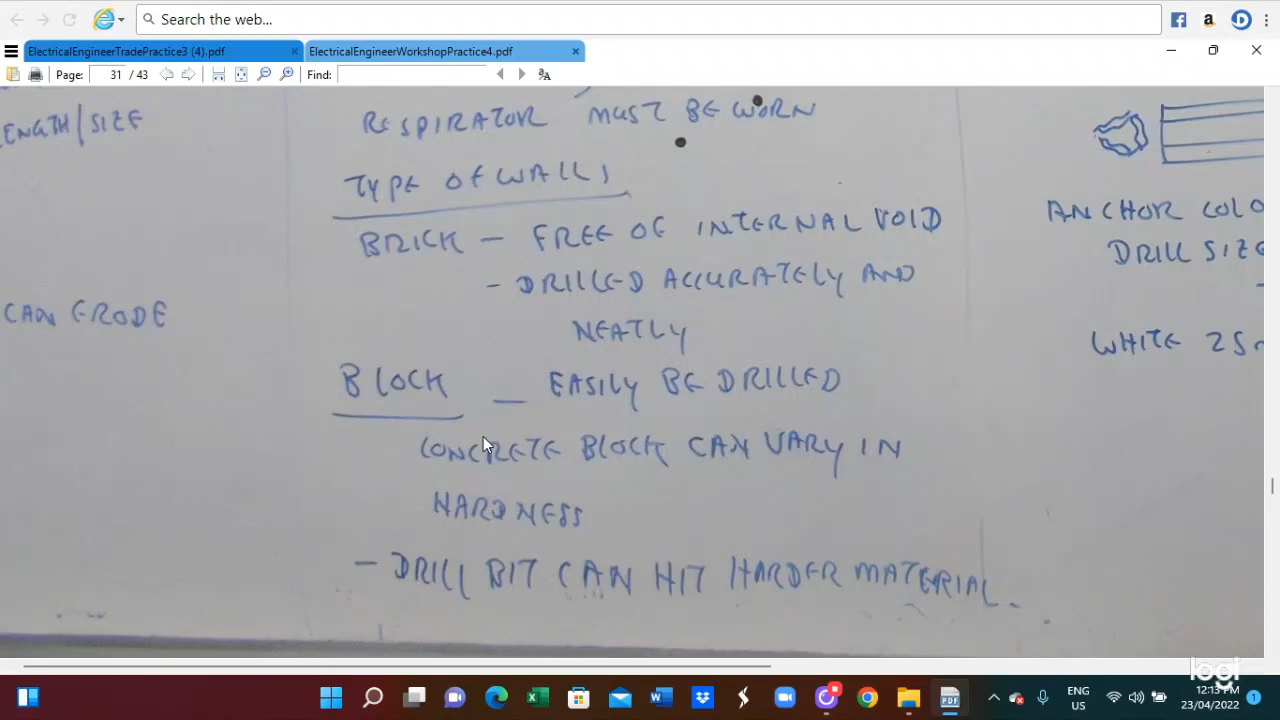 Search the web...
ElectricalEngineerTradePractice3 (4).pdf
ElectricalEngineerWorkshopPractice4.pdf
Page: 31 / 43
Find:
ENGTH/SIZE
CAN ERODE
RESPIRATOR MUST BE WORN
TYPE OF WALLS
BRICK - FREE OF INTERNAL VOID
- DRILLED ACCURATELY AND
NEATLY
BLOCK - EASILY BE DRILLED
CONCRETE BLOCK CAN VARY IN
HARDNESS
- DRILL BIT CAN HIT HARDER MATERIAL.
ANCHOR COLO
DRILL SIZE
WHITE 25
logi
ENG
US
12:13 PM
23/04/2022
1